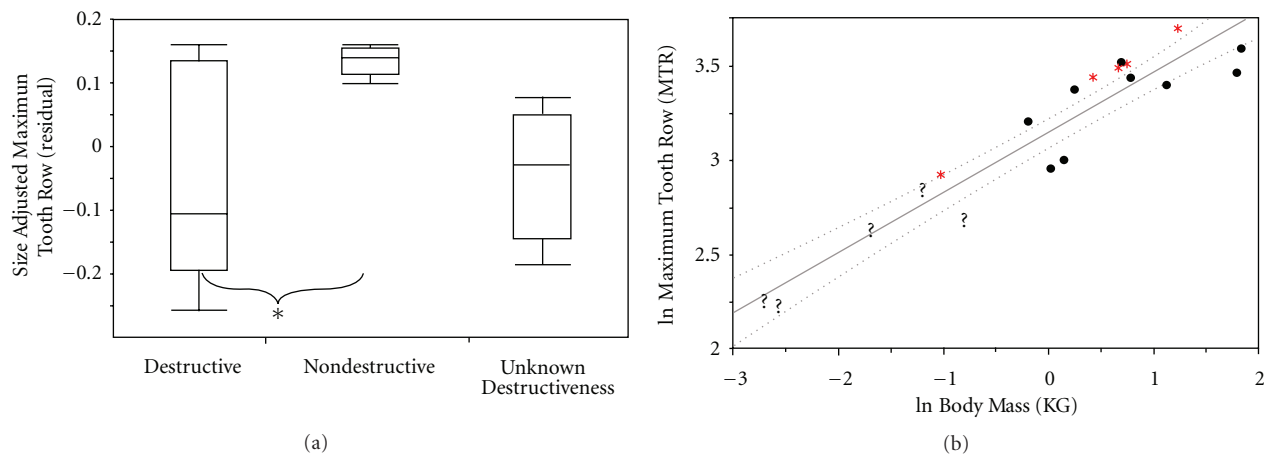 Size Adjusted Maximun
Tooth Row (residual)
0.2
0.1
0
−0.1
−0.2
*
Destructive
Nondestructive
Unknown
Destructiveness
(a)
ln Maximum Tooth Row (MTR)
3.5
3
2.5
2
* * * * *
? ? ? ? ?
−3 −2 −1 0 1 2
ln Body Mass (KG)
(b)